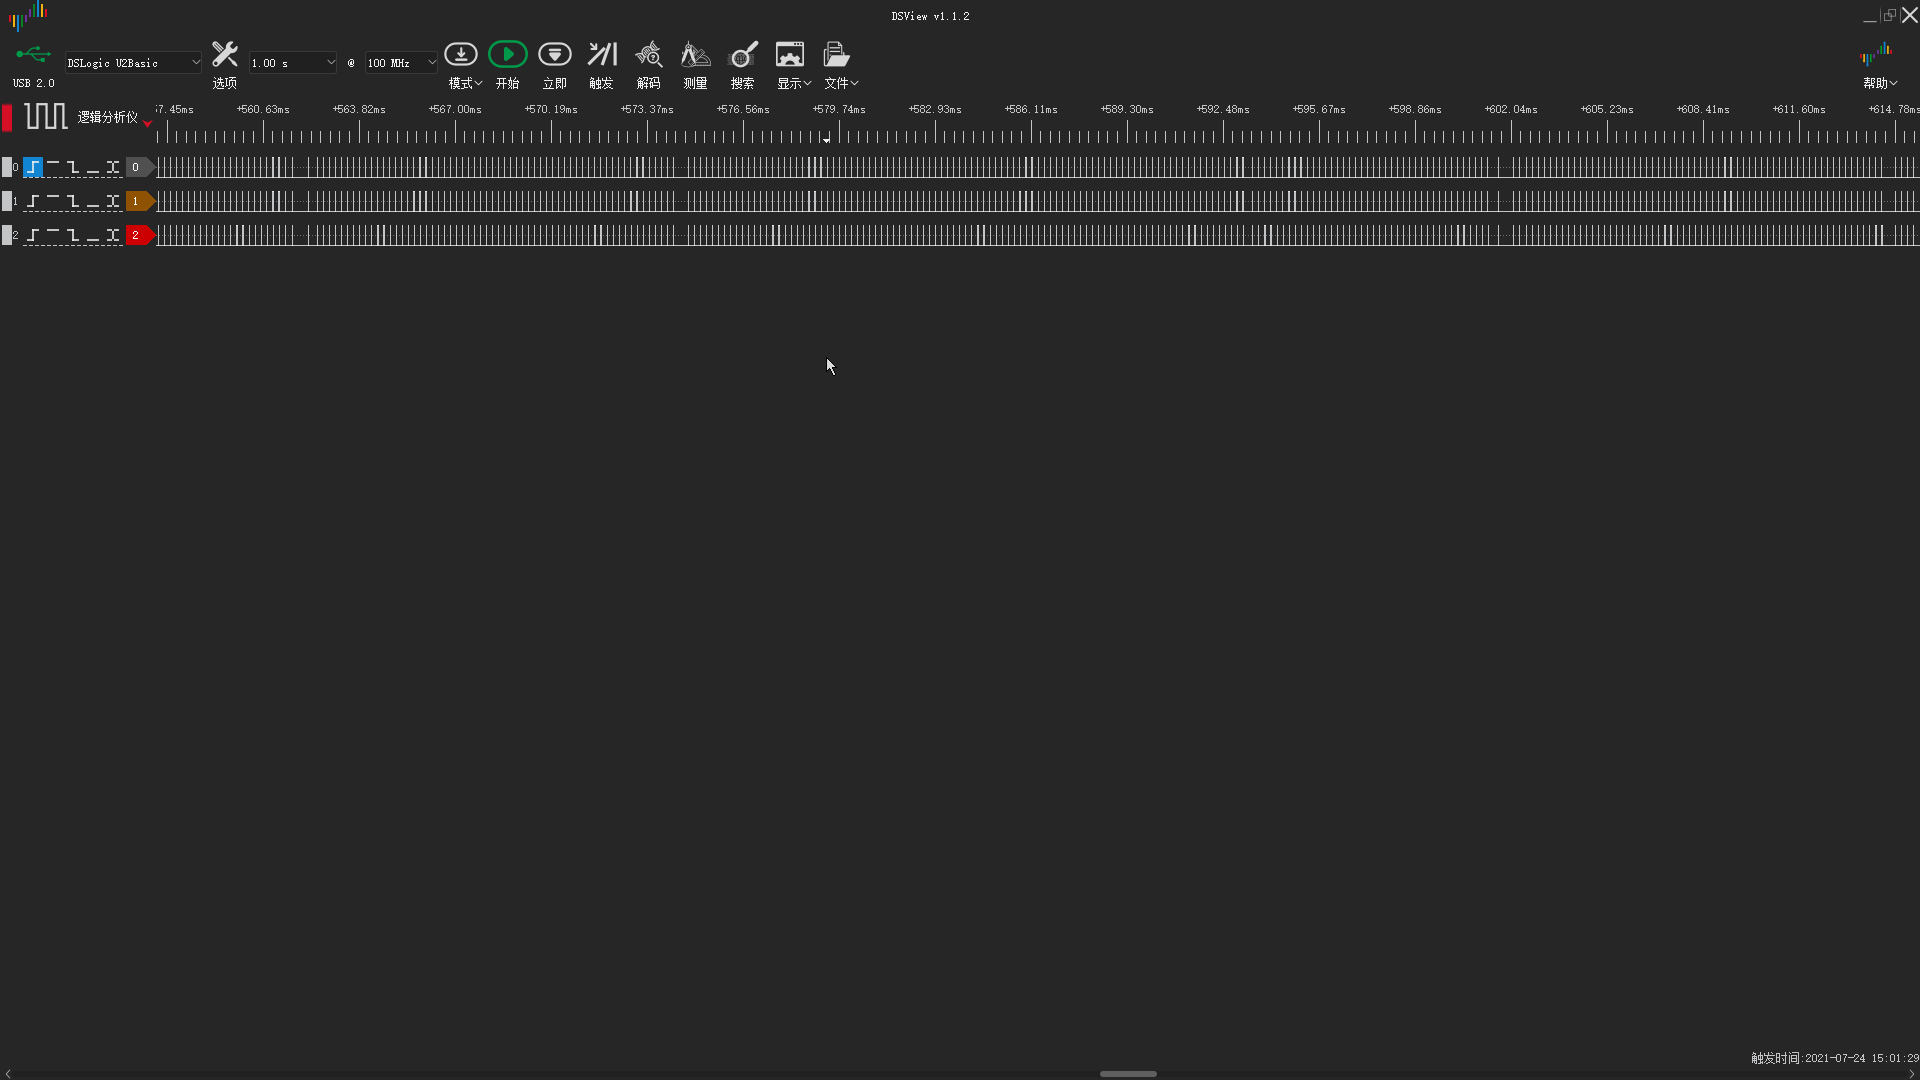 DSView v1.1.2
USB 2.0
DSLogic U2Basic
选项
1.00 s
@
100 MHz
模式
开始
立即
触发
解码
测量
搜索
显示
文件
帮助
逻辑分析仪
57.45ms +560.63ms +563.82ms +567.00ms +570.19ms +573.37ms +576.56ms +579.74ms +582.93ms +586.11ms +589.30ms +592.48ms +595.67ms +598.86ms +602.04ms +605.23ms +608.41ms +611.60ms +614.78ms
0 0
1 1
2 2
触发时间:2021-07-24 15:01:29